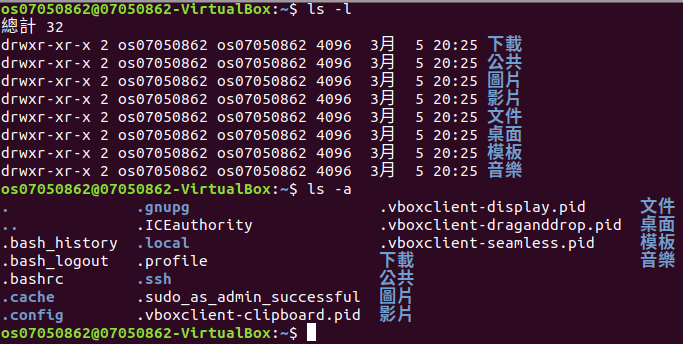 os07050862@07050862-VirtualBox:~$ ls -l
總計 32
drwxr-xr-x 2 os07050862 os07050862 4096  3月  5 20:25 下載
drwxr-xr-x 2 os07050862 os07050862 4096  3月  5 20:25 公共
drwxr-xr-x 2 os07050862 os07050862 4096  3月  5 20:25 圖片
drwxr-xr-x 2 os07050862 os07050862 4096  3月  5 20:25 影片
drwxr-xr-x 2 os07050862 os07050862 4096  3月  5 20:25 文件
drwxr-xr-x 2 os07050862 os07050862 4096  3月  5 20:25 桌面
drwxr-xr-x 2 os07050862 os07050862 4096  3月  5 20:25 模板
drwxr-xr-x 2 os07050862 os07050862 4096  3月  5 20:25 音樂
os07050862@07050862-VirtualBox:~$ ls -a
.              .gnupg                     .vboxclient-display.pid      文件
..             .ICEauthority              .vboxclient-draganddrop.pid  桌面
.bash_history  .local                     .vboxclient-seamless.pid     模板
.bash_logout   .profile                   下載                         音樂
.bashrc        .ssh                       公共
.cache         .sudo_as_admin_successful  圖片
.config        .vboxclient-clipboard.pid  影片
os07050862@07050862-VirtualBox:~$